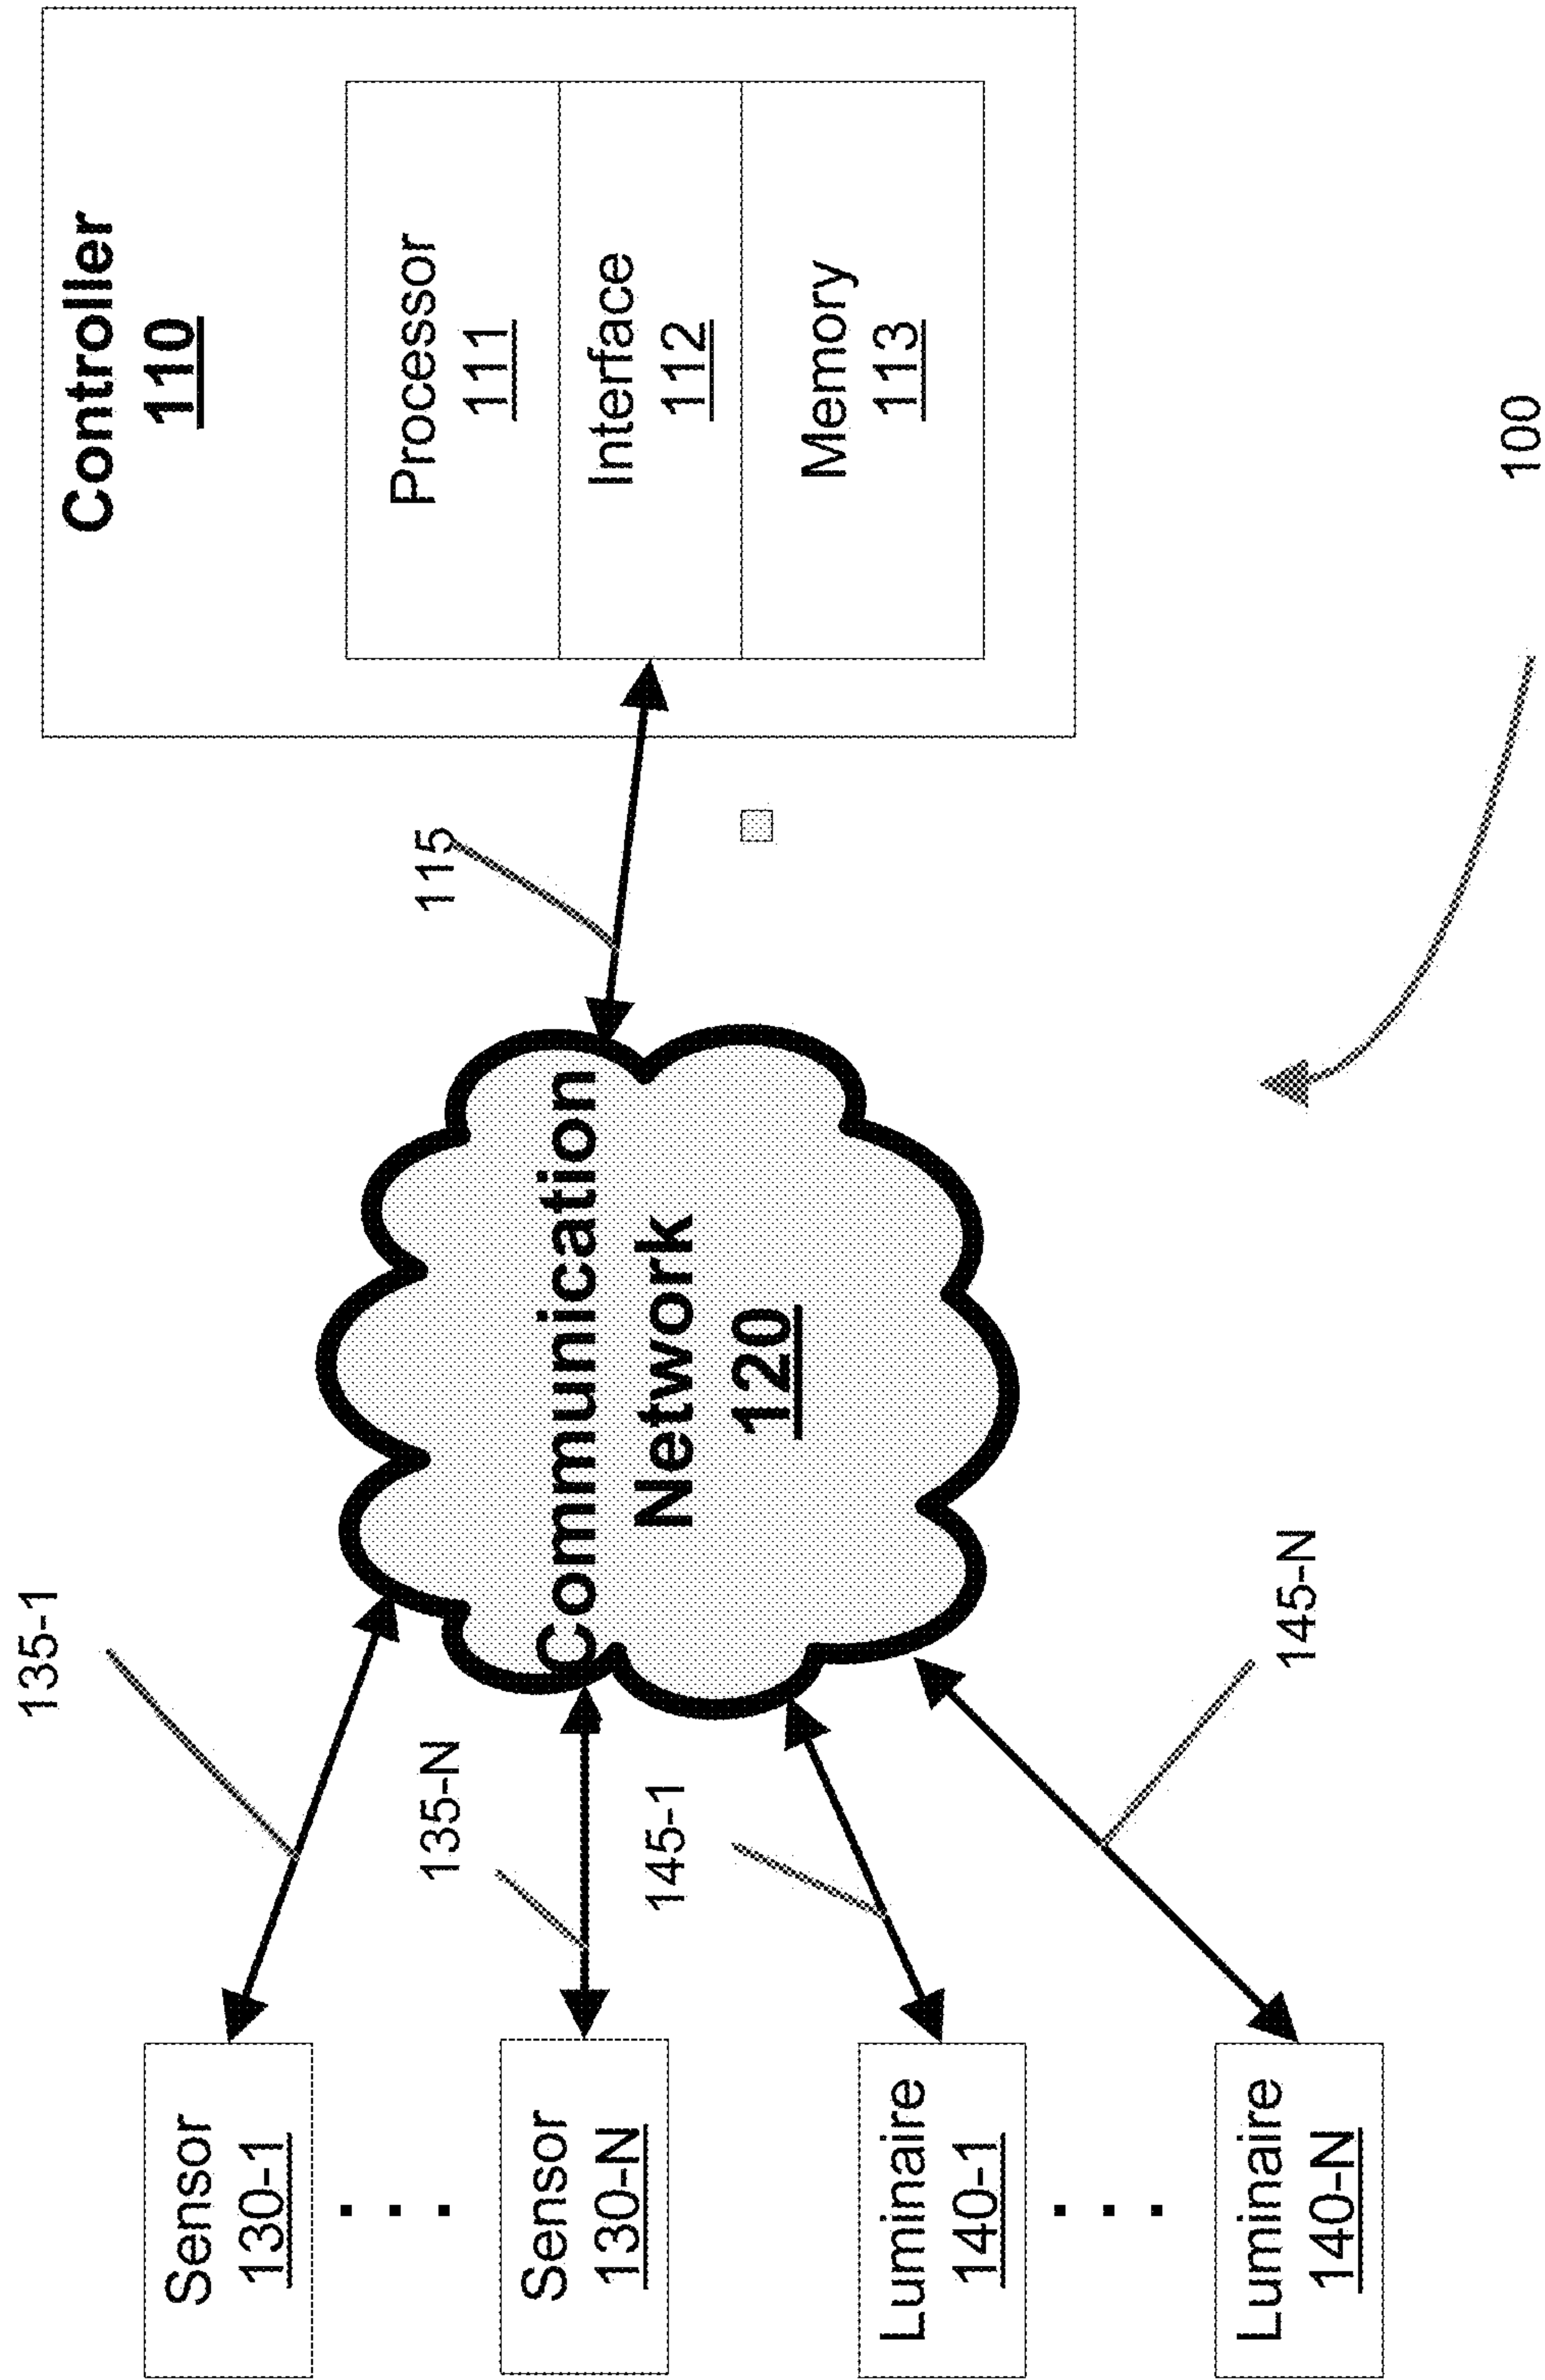 Controller
110
Processor
111
Interface
112
Memory
113
115
Communication
Network
120
135-1
135-N
145-1
145-N
Sensor
130-1
Sensor
130-N
Luminaire
140-1
Luminaire
140-N
100